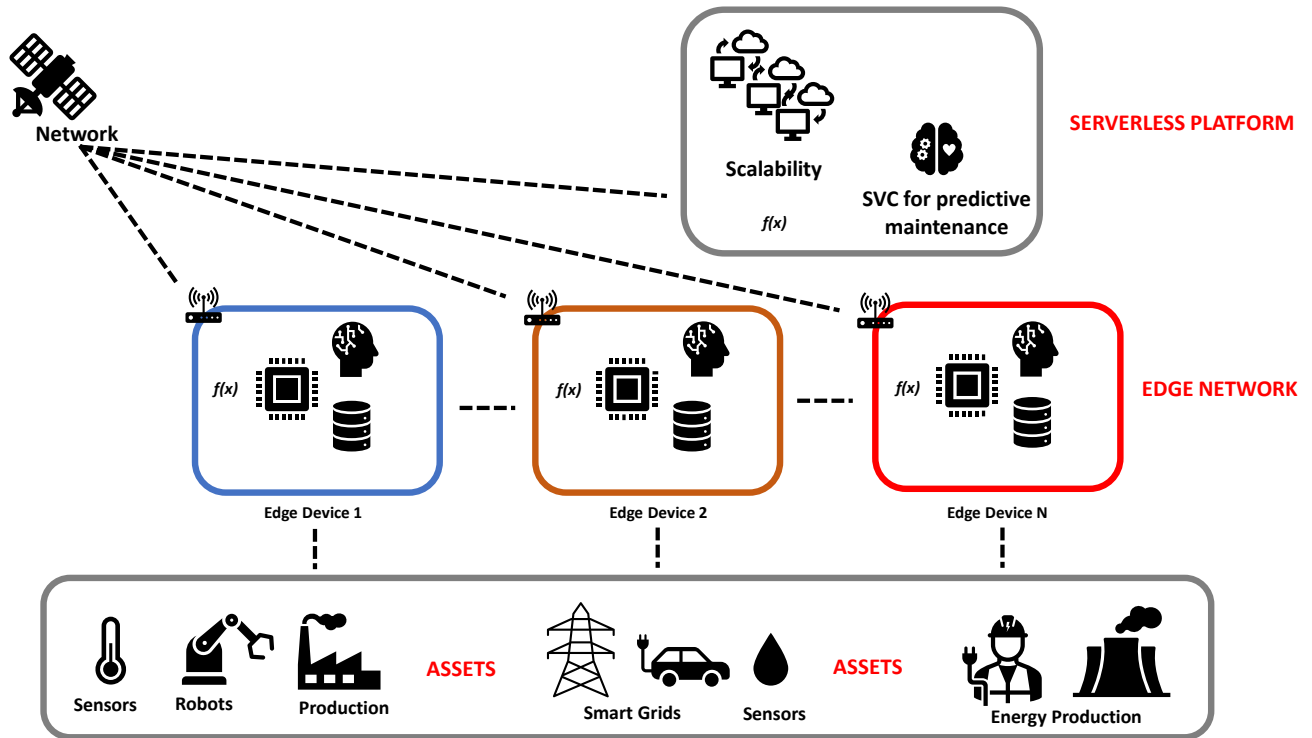 Network
SERVERLESS PLATFORM
Scalability
SVC for predictive
maintenance
f(x)
f(x)
f(x)
f(x)
EDGE NETWORK
Edge Device 1
Edge Device 2
Edge Device N
Sensors
Robots
Production
ASSETS
Smart Grids
Sensors
ASSETS
Energy Production